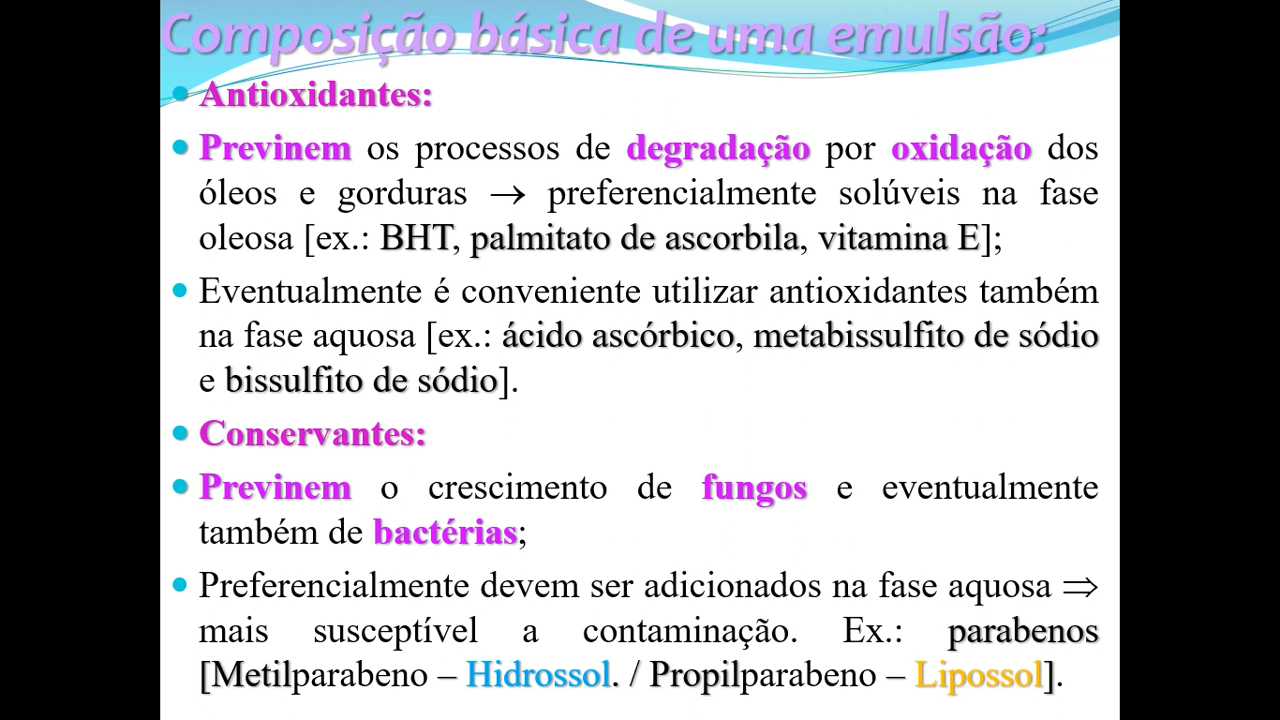 Composição básica de uma emulsão:
• Antioxidantes:
• Previnem os processos de degradação por oxidação dos
óleos e gorduras → preferencialmente solúveis na fase
oleosa [ex.: BHT, palmitato de ascorbila, vitamina E];
• Eventualmente é conveniente utilizar antioxidantes também
na fase aquosa [ex.: ácido ascórbico, metabissulfito de sódio
e bissulfito de sódio].
• Conservantes:
• Previnem o crescimento de fungos e eventualmente
também de bactérias;
• Preferencialmente devem ser adicionados na fase aquosa ⇒
mais susceptível a contaminação. Ex.: parabenos
[Metilparabeno – Hidrossol. / Propilparabeno – Lipossol].